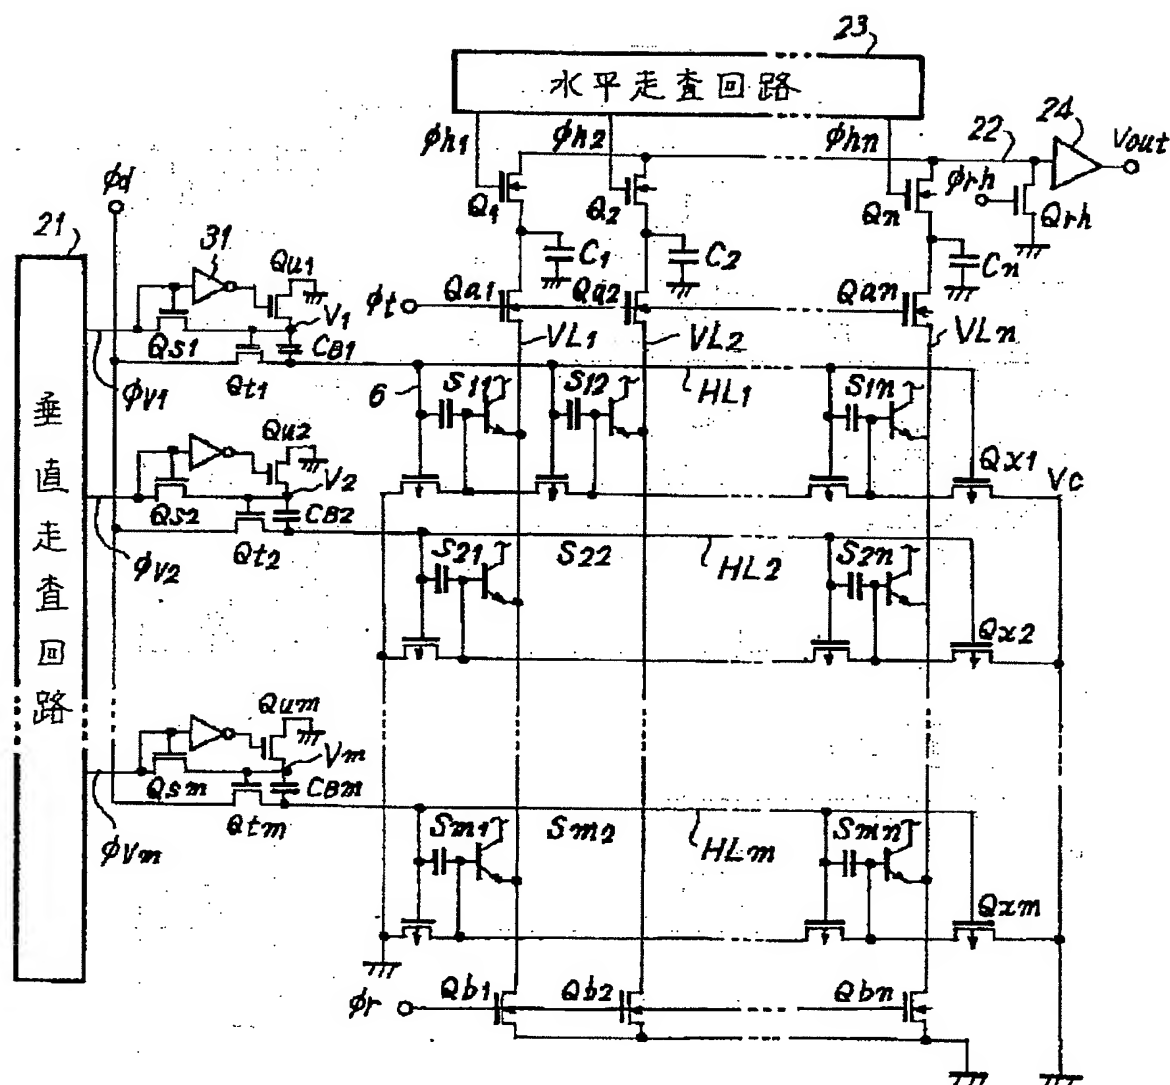 23
水平走査回路
φh1
φh2
φhn
22
24
Vout
φd
φrh
Q1
Q2
Qn
Qrh
21
31
Qu1
C1
C2
Cn
φt
Qa1
Qa2
Qan
V1
Qs1
CB1
VL1
VL2
VLn
φV1
Qt1
6
S11
S12
HL1
S1n
垂直走査回路
Qu2
V2
Qx1
VC
Qs2
CB2
Qt2
φV2
S21
S22
HL2
S2n
Qx2
Qum
Vm
Qsm
CBm
Qtm
φVm
Sm1
Sm2
HLm
Smn
Qxm
φr
Qb1
Qb2
Qbn